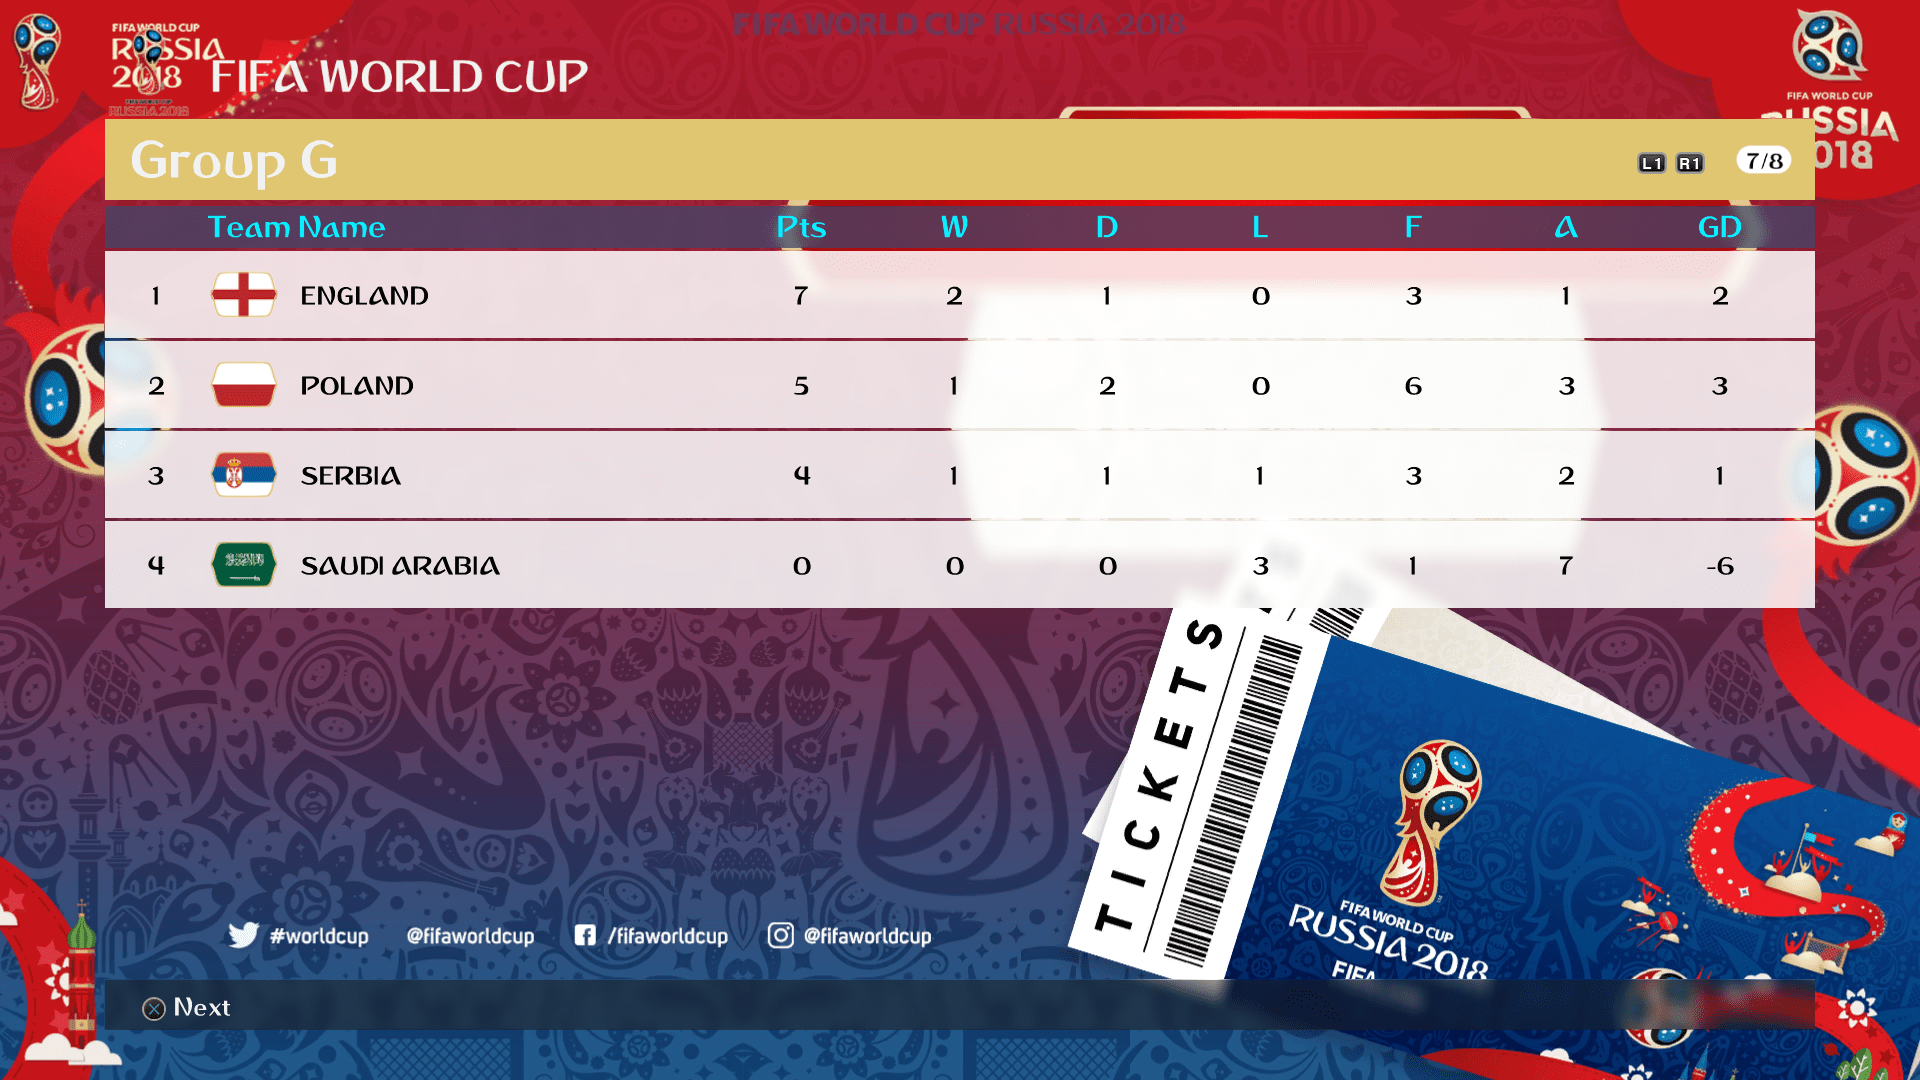 FIFA WORLD CUP RUSSIA 2018
FIFA WORLD CUP
RUSSIA
2018
FIFA WORLD CUP
RUSSIA 2018
FIFA WORLD CUP
RUSSIA
2018
Group G
L1 R1 7/8
Team Name Pts W D L F A GD
1 ENGLAND 7 2 1 0 3 1 2
2 POLAND 5 1 2 0 6 3 3
3 SERBIA 4 1 1 1 3 2 1
4 SAUDI ARABIA 0 0 0 3 1 7 -6
TICKETS
FIFA WORLD CUP
RUSSIA 2018
FIFA
#worldcup @fifaworldcup /fifaworldcup @fifaworldcup
Next